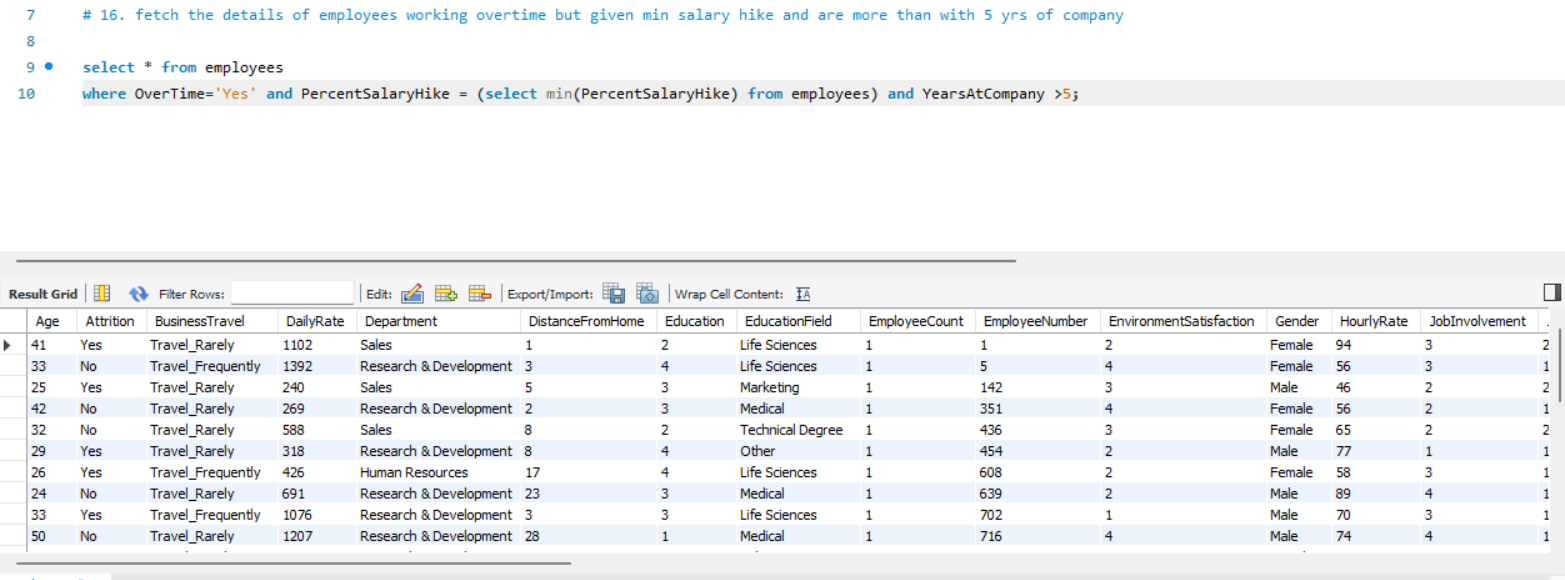 7 # 16. fetch the details of employees working overtime but given min salary hike and are more than with 5 yrs of company
8
9 select * from employees
10 where OverTime='Yes' and PercentSalaryHike = (select min(PercentSalaryHike) from employees) and YearsAtCompany >5;
Result Grid Filter Rows: Edit: Export/Import: Wrap Cell Content: IA
Age Attrition BusinessTravel DailyRate Department DistanceFromHome Education EducationField EmployeeCount EmployeeNumber EnvironmentSatisfaction Gender HourlyRate JobInvolvement
41 Yes Travel_Rarely 1102 Sales 1 2 Life Sciences 1 1 2 Female 94 3 2
33 No Travel_Frequently 1392 Research & Development 3 4 Life Sciences 1 5 4 Female 56 3 1
25 Yes Travel_Rarely 240 Sales 5 3 Marketing 1 142 3 Male 46 2 2
42 No Travel_Rarely 269 Research & Development 2 3 Medical 1 351 4 Female 56 2 1
32 No Travel_Rarely 588 Sales 8 2 Technical Degree 1 436 3 Female 65 2 2
29 Yes Travel_Rarely 318 Research & Development 8 4 Other 1 454 2 Male 77 1 1
26 Yes Travel_Frequently 426 Human Resources 17 4 Life Sciences 1 608 2 Female 58 3 1
24 No Travel_Rarely 691 Research & Development 23 3 Medical 1 639 2 Male 89 4 1
33 Yes Travel_Frequently 1076 Research & Development 3 3 Life Sciences 1 702 1 Male 70 3 1
50 No Travel_Rarely 1207 Research & Development 28 1 Medical 1 716 4 Male 74 4 1